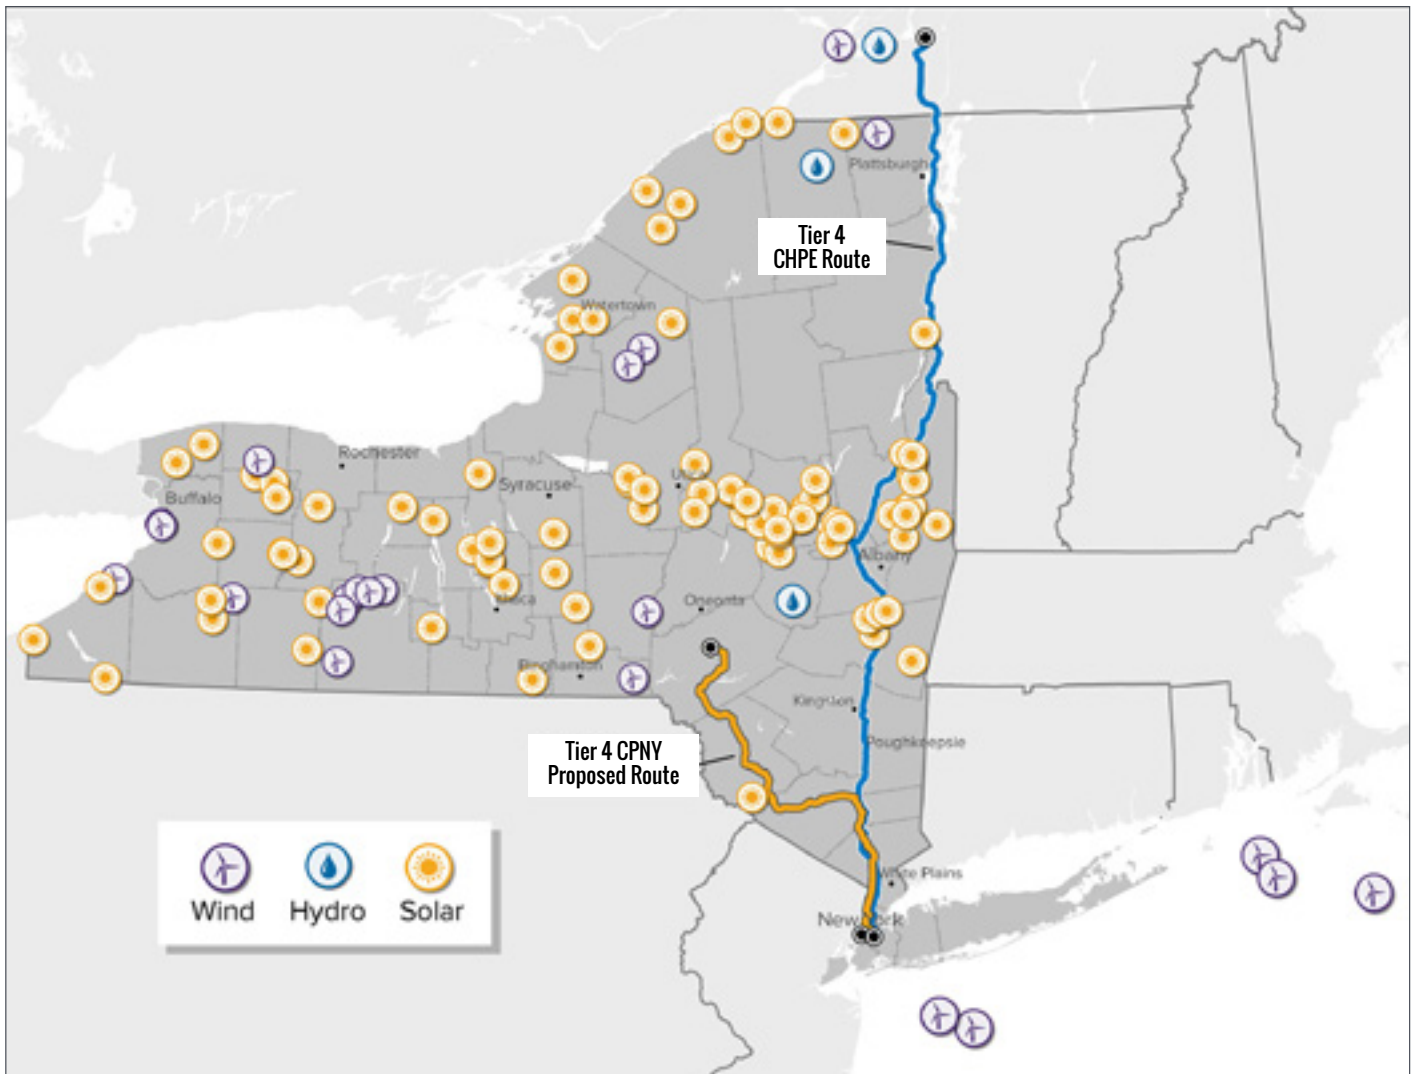 Plattsburgh
Tier 4
CHPE Route
Watertown
Rochester
Syracuse
Utica
Buffalo
Albany
Ithaca
Oneonta
Binghamton
Kingston
Poughkeepsie
Tier 4 CPNY
Proposed Route
White Plains
New York
Wind
Hydro
Solar